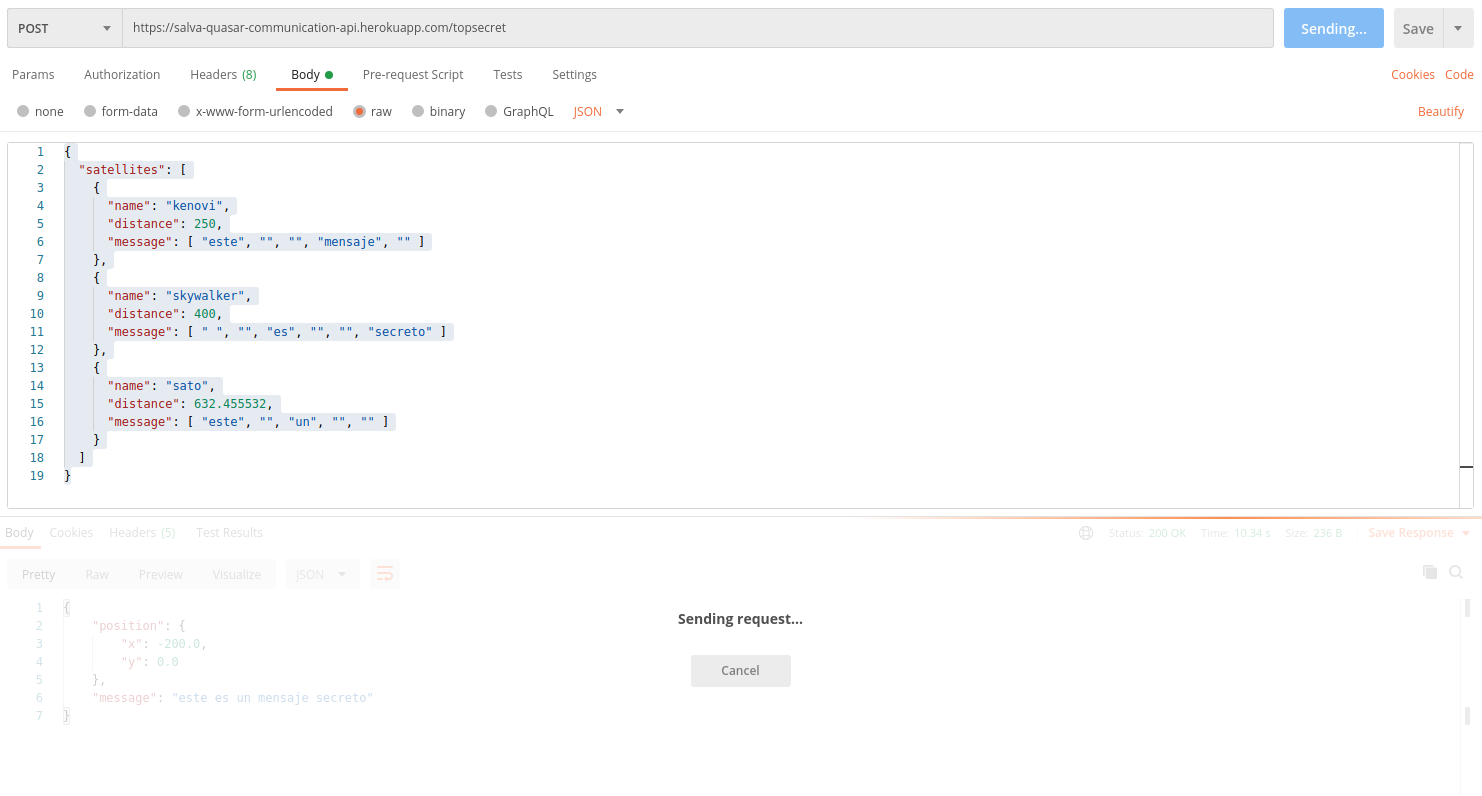 POST https://salva-quasar-communication-api.herokuapp.com/topsecret Sending... Save
Params Authorization Headers (8) Body Pre-request Script Tests Settings Cookies Code
none form-data x-www-form-urlencoded raw binary GraphQL JSON Beautify
1 {
2 "satellites": [
3 {
4 "name": "kenovi",
5 "distance": 250,
6 "message": [ "este", "", "", "mensaje", "" ]
7 },
8 {
9 "name": "skywalker",
10 "distance": 400,
11 "message": [ " ", "", "es", "", "", "secreto" ]
12 },
13 {
14 "name": "sato",
15 "distance": 632.455532,
16 "message": [ "este", "", "un", "", "" ]
17 }
18 ]
19 }
Body Cookies Headers (5) Test Results Status: 200 OK Time: 10.34 s Size: 236 B Save Response
Pretty Raw Preview Visualize JSON
1 {
2 "position": {
3 "x": -200.0,
4 "y": 0.0
5 },
6 "message": "este es un mensaje secreto"
7 }
Sending request...
Cancel